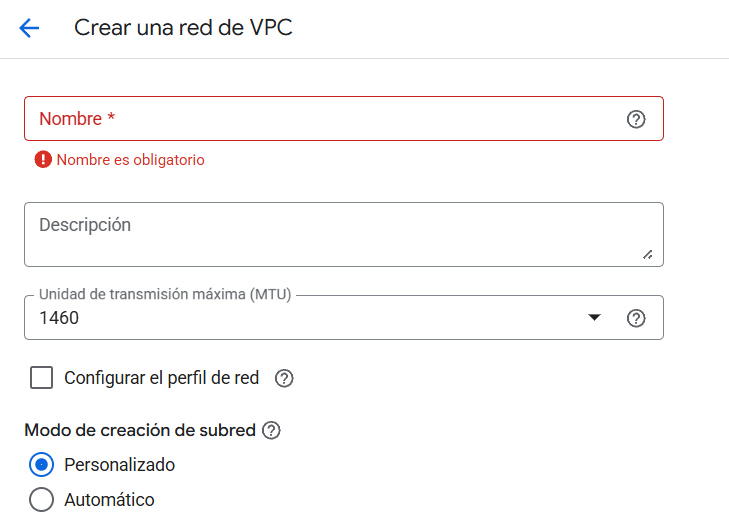 Crear una red de VPC
Nombre *
Nombre es obligatorio
Descripción
Unidad de transmisión máxima (MTU)
1460
Configurar el perfil de red
Modo de creación de subred
Personalizado
Automático